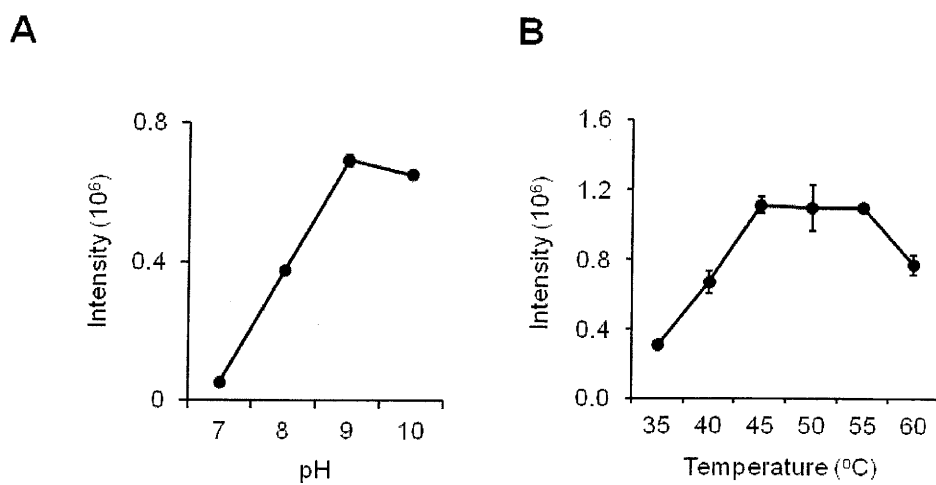 A
B
Intensity (10⁶)
0.8
0.4
0
7 8 9 10
pH
Intensity (10⁶)
1.6
1.2
0.8
0.4
0.0
35 40 45 50 55 60
Temperature (⁰C)